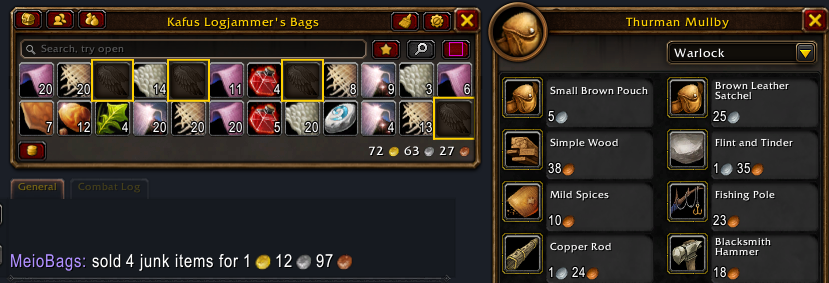 Kafus Logjammer's Bags
Search, try open
20 20 14 11 4 8 9 3 6
7 12 4 20 20 20 5 20 4 13
72 63 27
General Combat Log
MeioBags: sold 4 junk items for 1 12 97
Thurman Mullby
Warlock
Small Brown Pouch
5
Brown Leather
Satchel
25
Simple Wood
38
Flint and Tinder
1 35
Mild Spices
10
Fishing Pole
23
Copper Rod
1 24
Blacksmith
Hammer
18